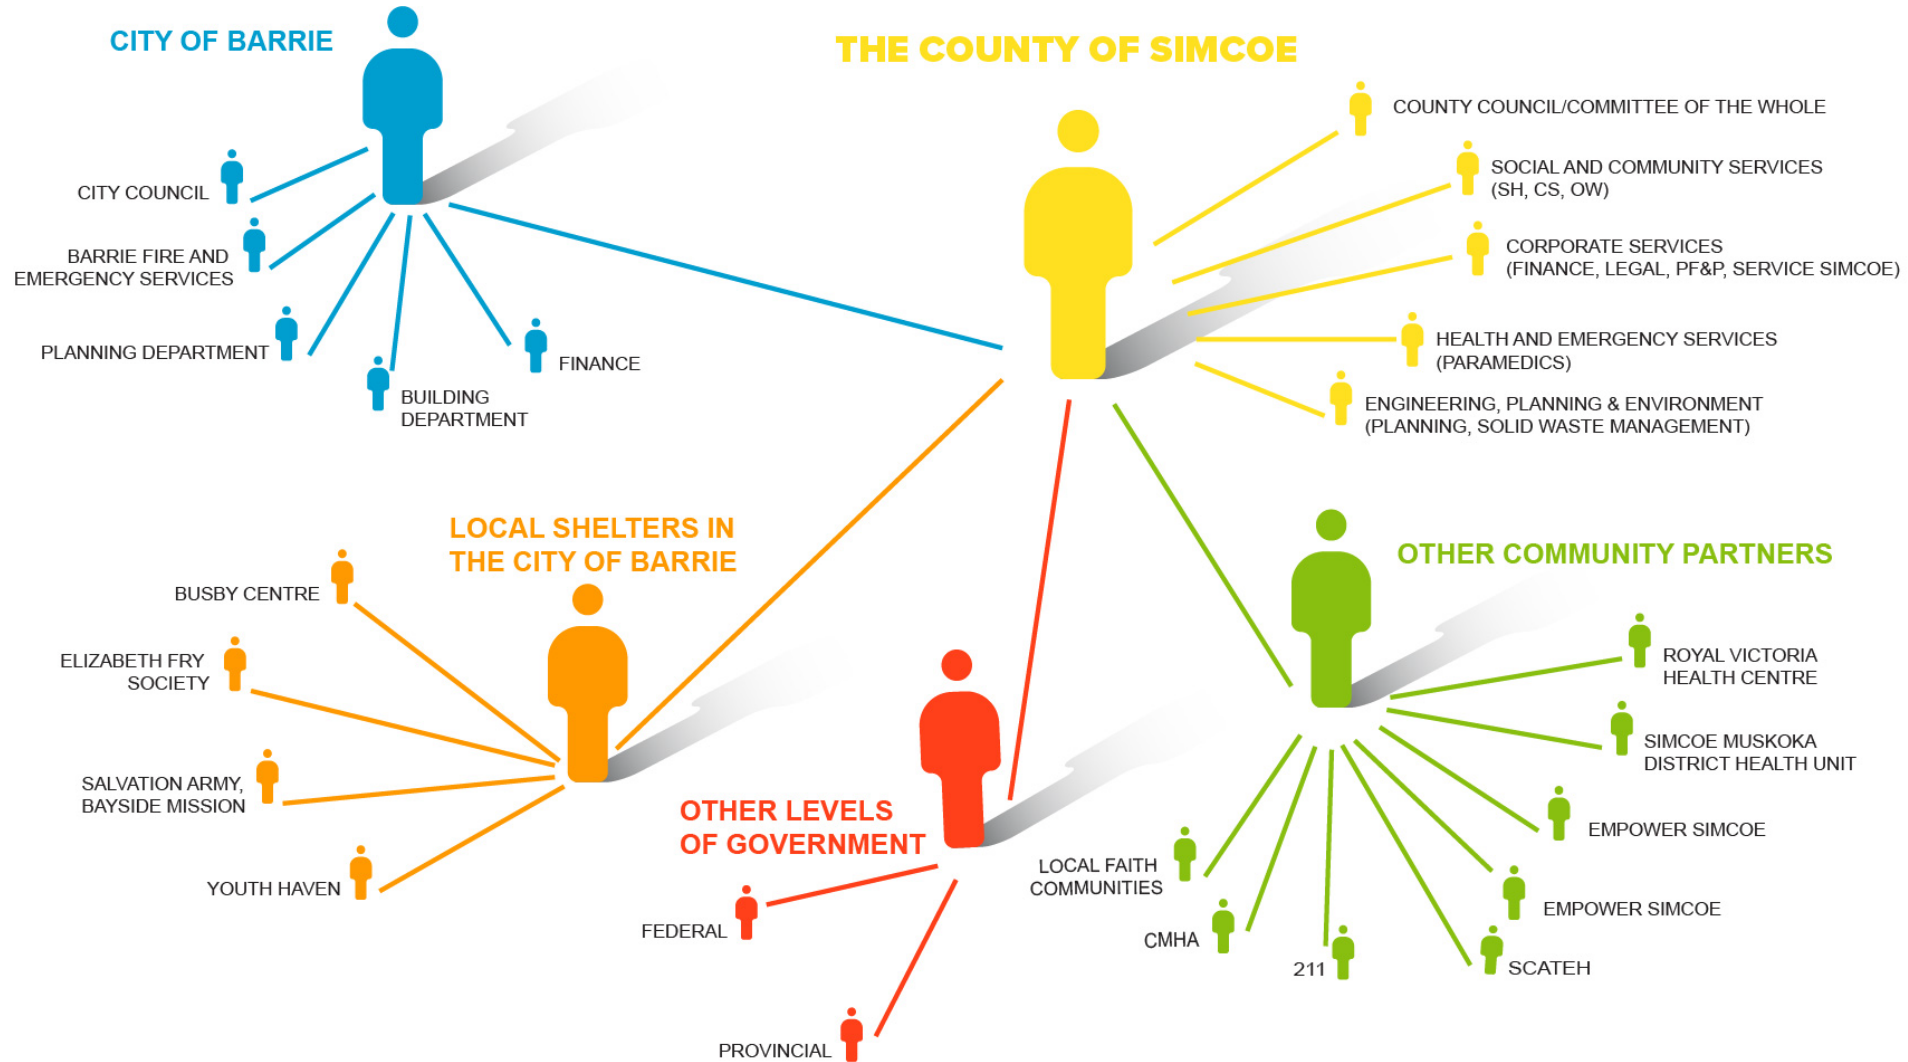 CITY OF BARRIE
CITY COUNCIL
BARRIE FIRE AND
EMERGENCY SERVICES
PLANNING DEPARTMENT
BUILDING
DEPARTMENT
FINANCE
THE COUNTY OF SIMCOE
COUNTY COUNCIL/COMMITTEE OF THE WHOLE
SOCIAL AND COMMUNITY SERVICES
(SH, CS, OW)
CORPORATE SERVICES
(FINANCE, LEGAL, PF&P, SERVICE SIMCOE)
HEALTH AND EMERGENCY SERVICES
(PARAMEDICS)
ENGINEERING, PLANNING & ENVIRONMENT
(PLANNING, SOLID WASTE MANAGEMENT)
LOCAL SHELTERS IN
THE CITY OF BARRIE
BUSBY CENTRE
ELIZABETH FRY
SOCIETY
SALVATION ARMY,
BAYSIDE MISSION
YOUTH HAVEN
OTHER LEVELS
OF GOVERNMENT
FEDERAL
PROVINCIAL
OTHER COMMUNITY PARTNERS
ROYAL VICTORIA
HEALTH CENTRE
SIMCOE MUSKOKA
DISTRICT HEALTH UNIT
EMPOWER SIMCOE
EMPOWER SIMCOE
SCATEH
211
CMHA
LOCAL FAITH
COMMUNITIES